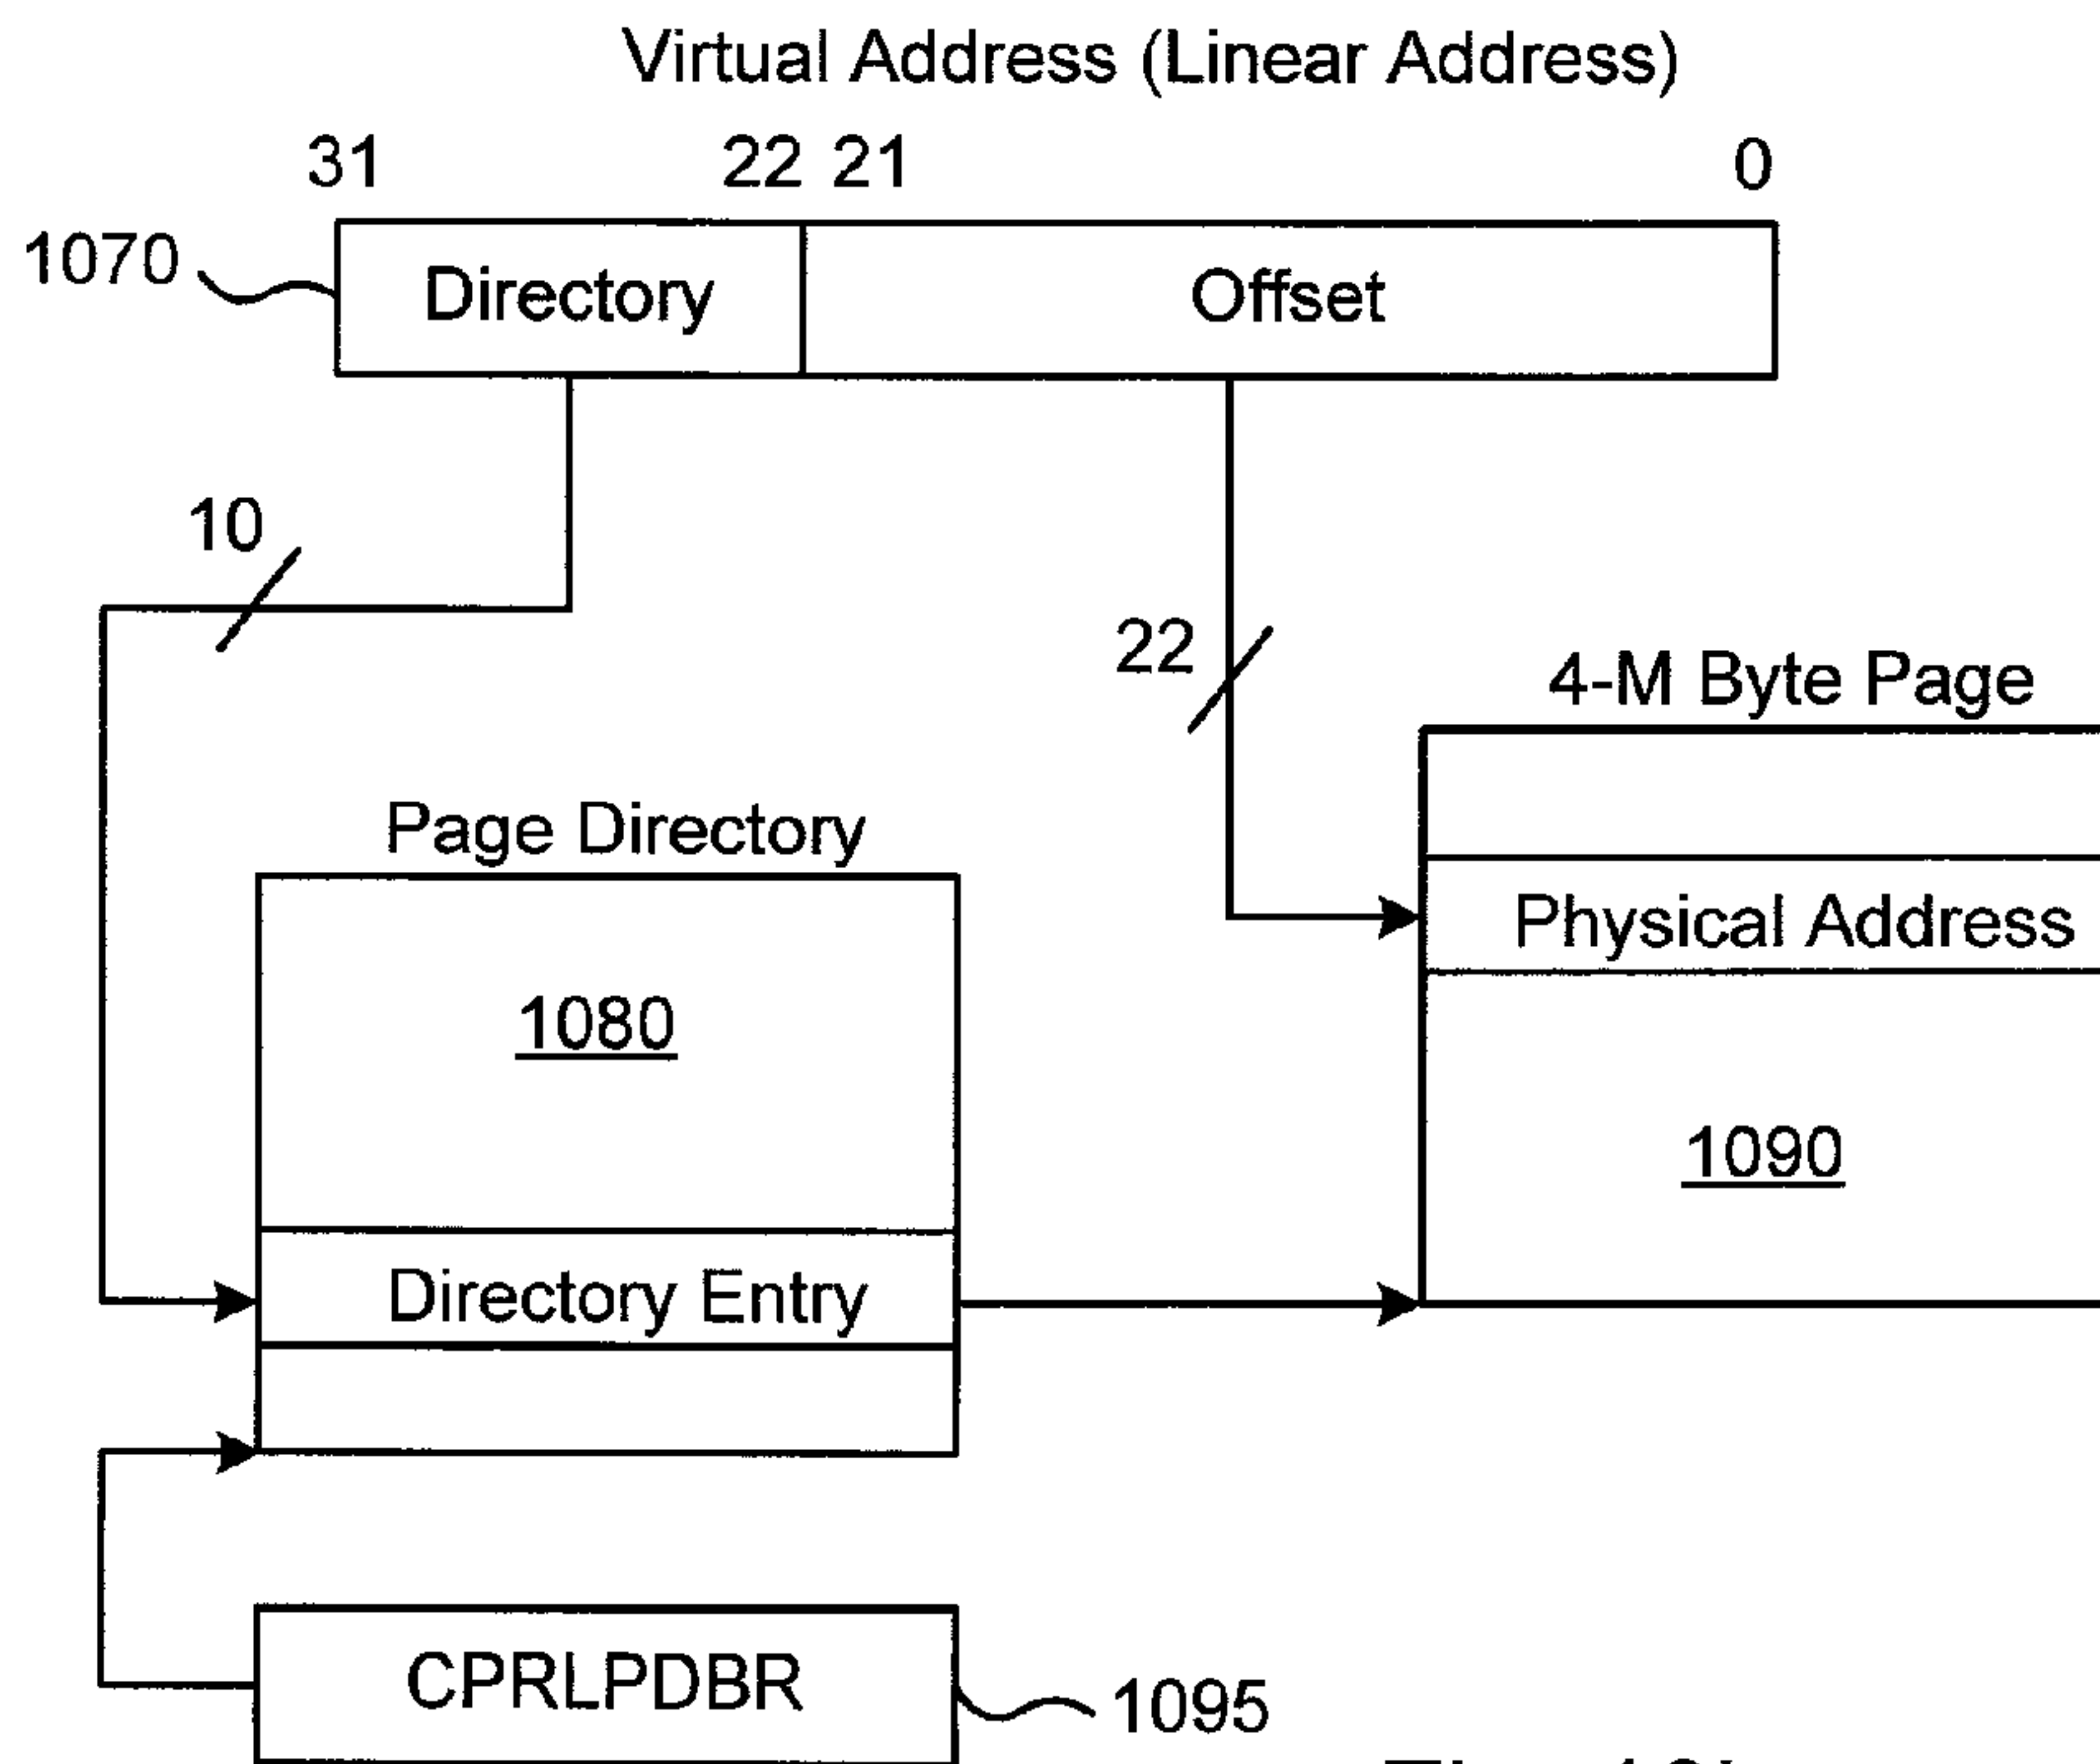 Virtual Address (Linear Address)
31 22 21 0
1070
Directory
Offset
10
22
4-M Byte Page
Page Directory
Physical Address
1080
1090
Directory Entry
CPRLPDBR
1095